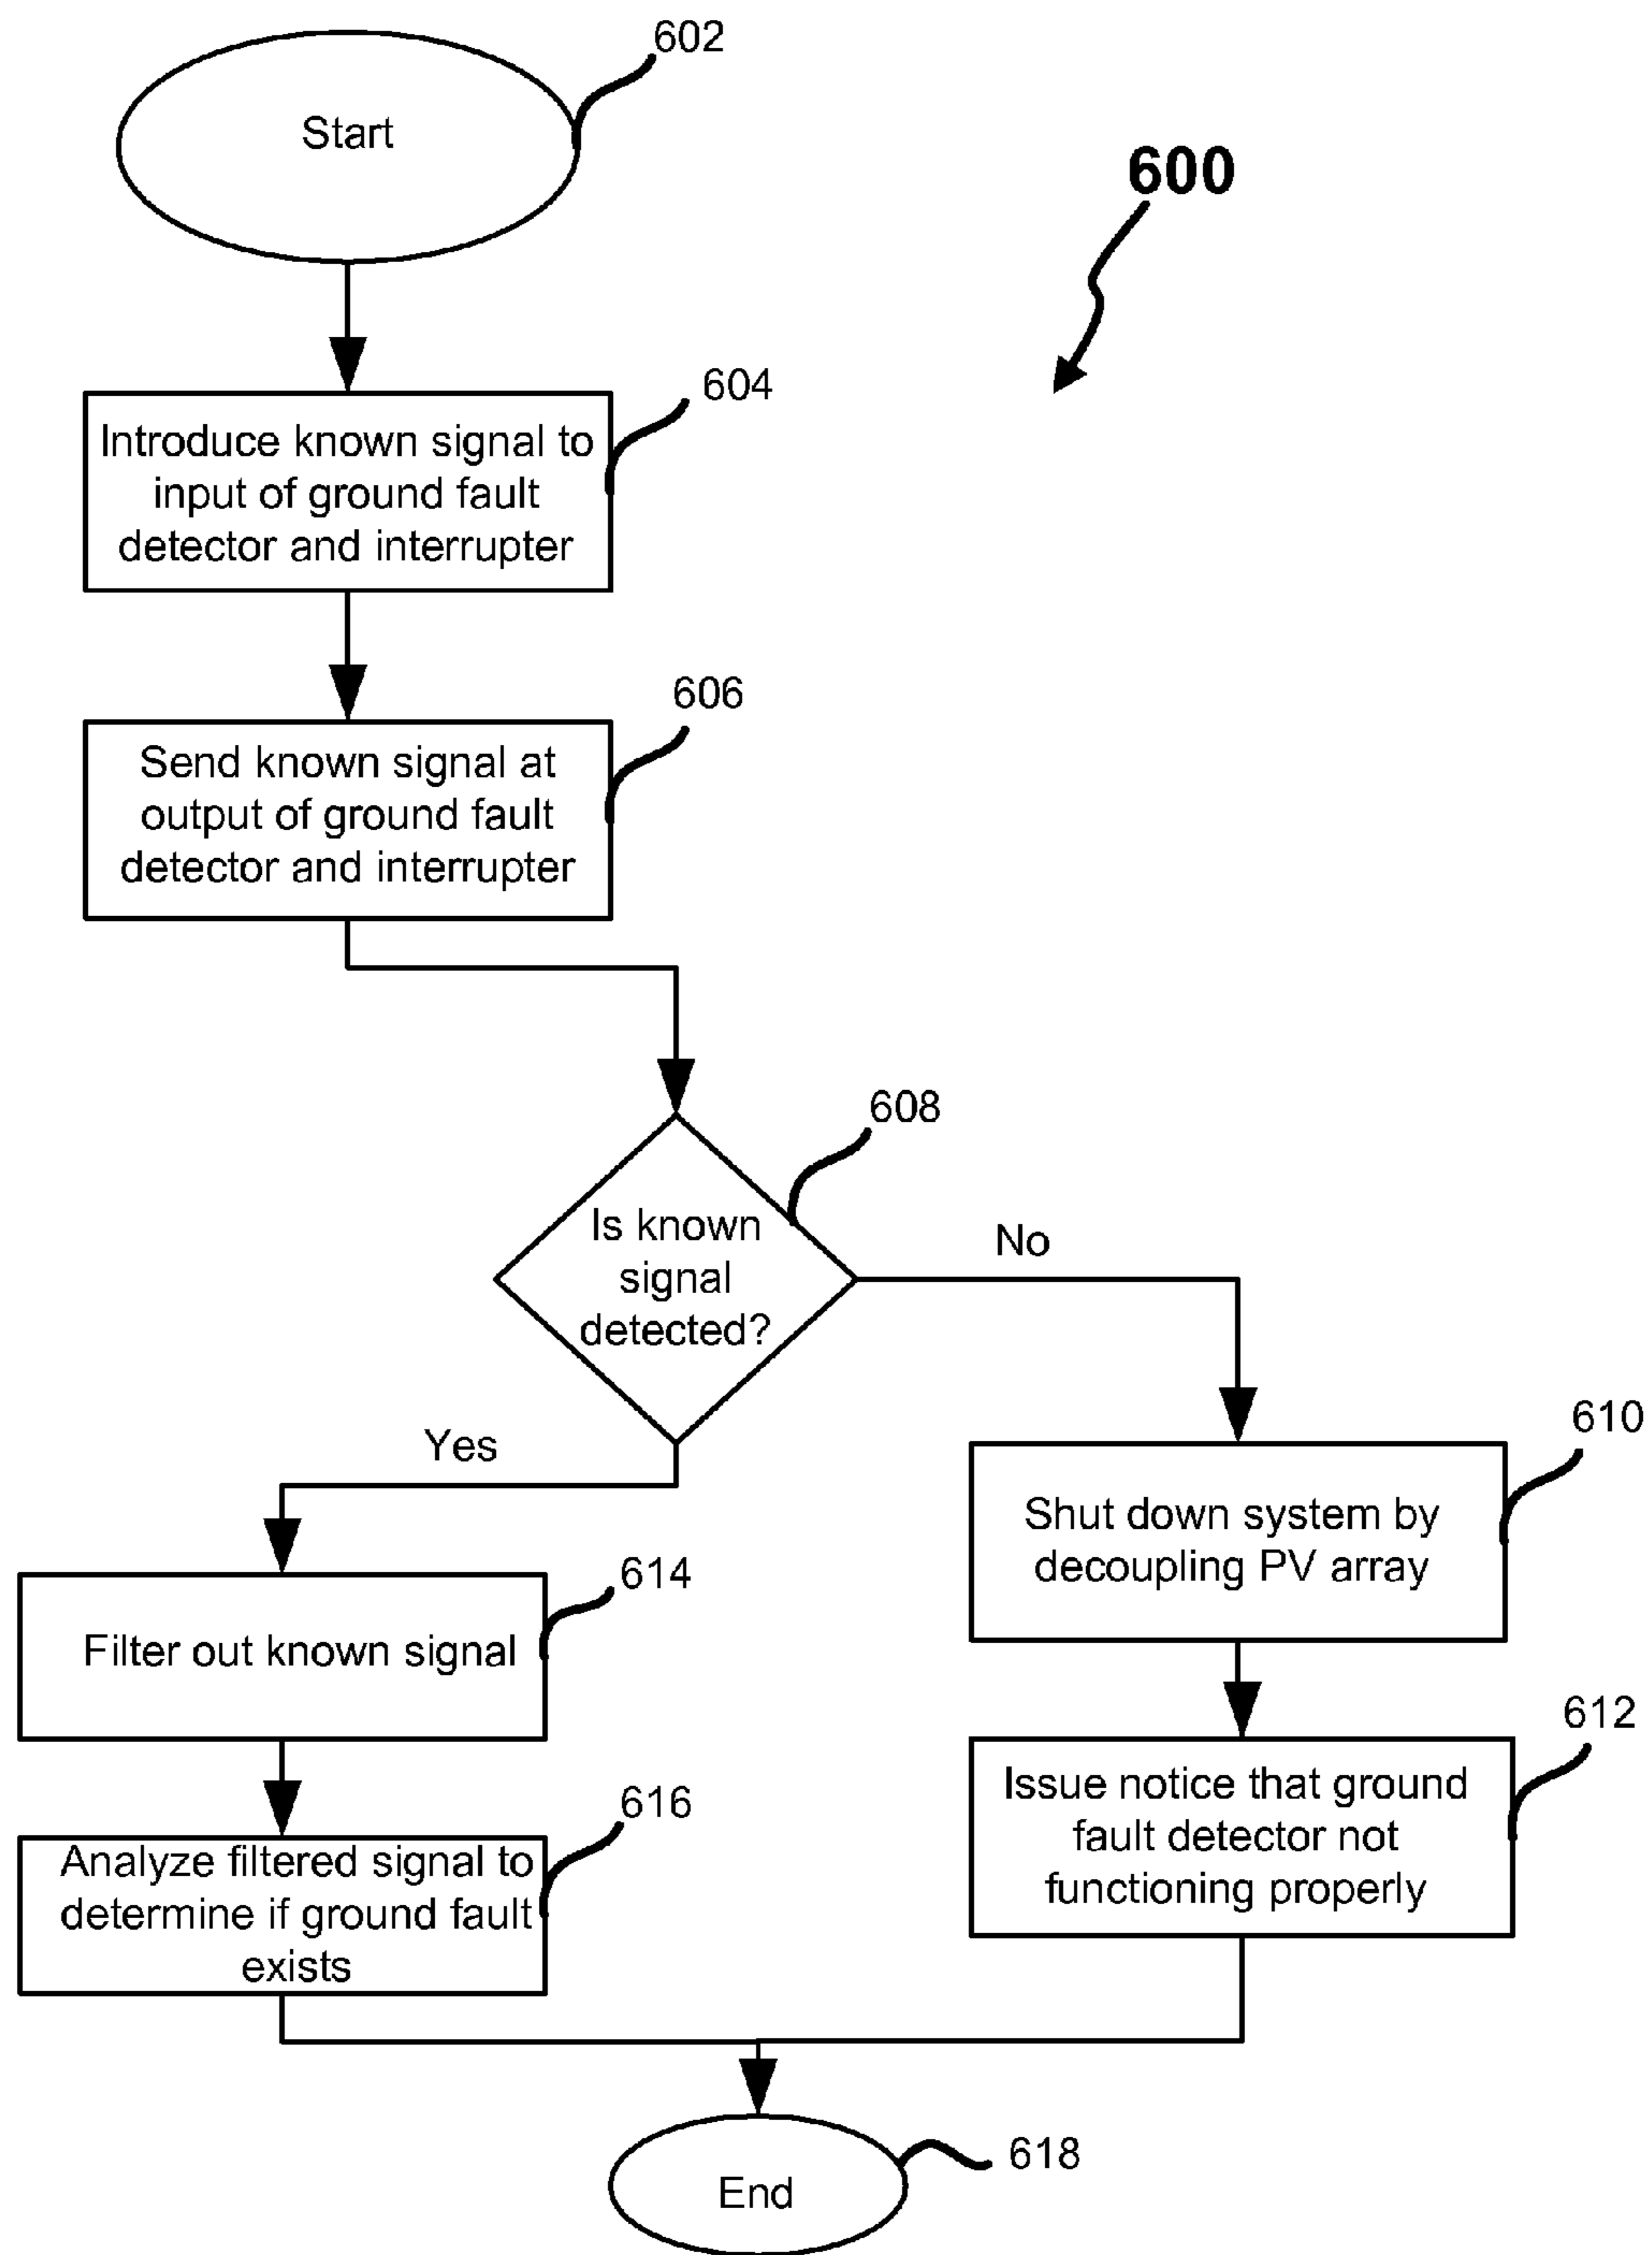 602
Start
600
604
Introduce known signal to
input of ground fault
detector and interrupter
606
Send known signal at
output of ground fault
detector and interrupter
608
Is known
signal
detected?
No
Yes
610
Shut down system by
decoupling PV array
614
Filter out known signal
612
Issue notice that ground
fault detector not
functioning properly
616
Analyze filtered signal to
determine if ground fault
exists
618
End